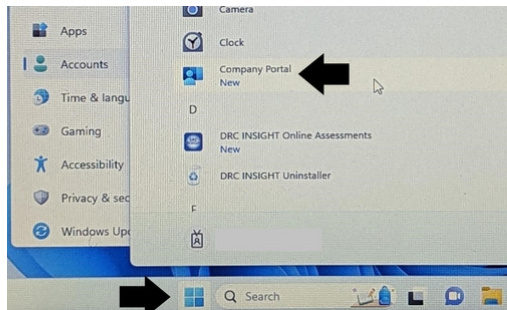 Camera
Apps
Clock
Accounts
Company Portal
New
Time & langu
D
Gaming
DRC INSIGHT Online Assessments
New
Accessibility
DRC INSIGHT Uninstaller
Privacy & sec
F
Windows Upd
Search